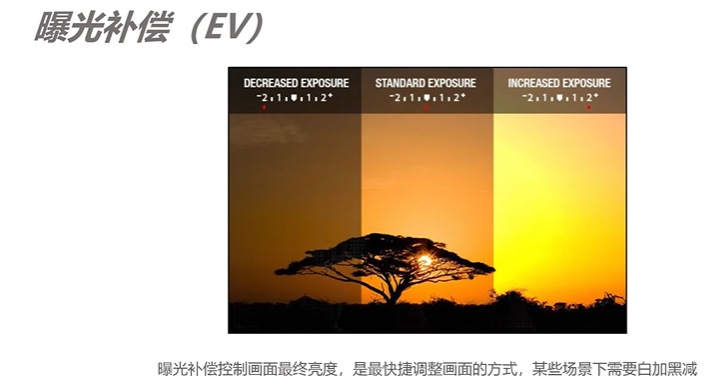 曝光补偿（EV）
DECREASED EXPOSURE STANDARD EXPOSURE INCREASED EXPOSURE
-2 1 1 2+ -2 1 1 2+ -2 1 1 2+
曝光补偿控制画面最终亮度，是最快捷调整画面的方式，某些场景下需要白加黑减